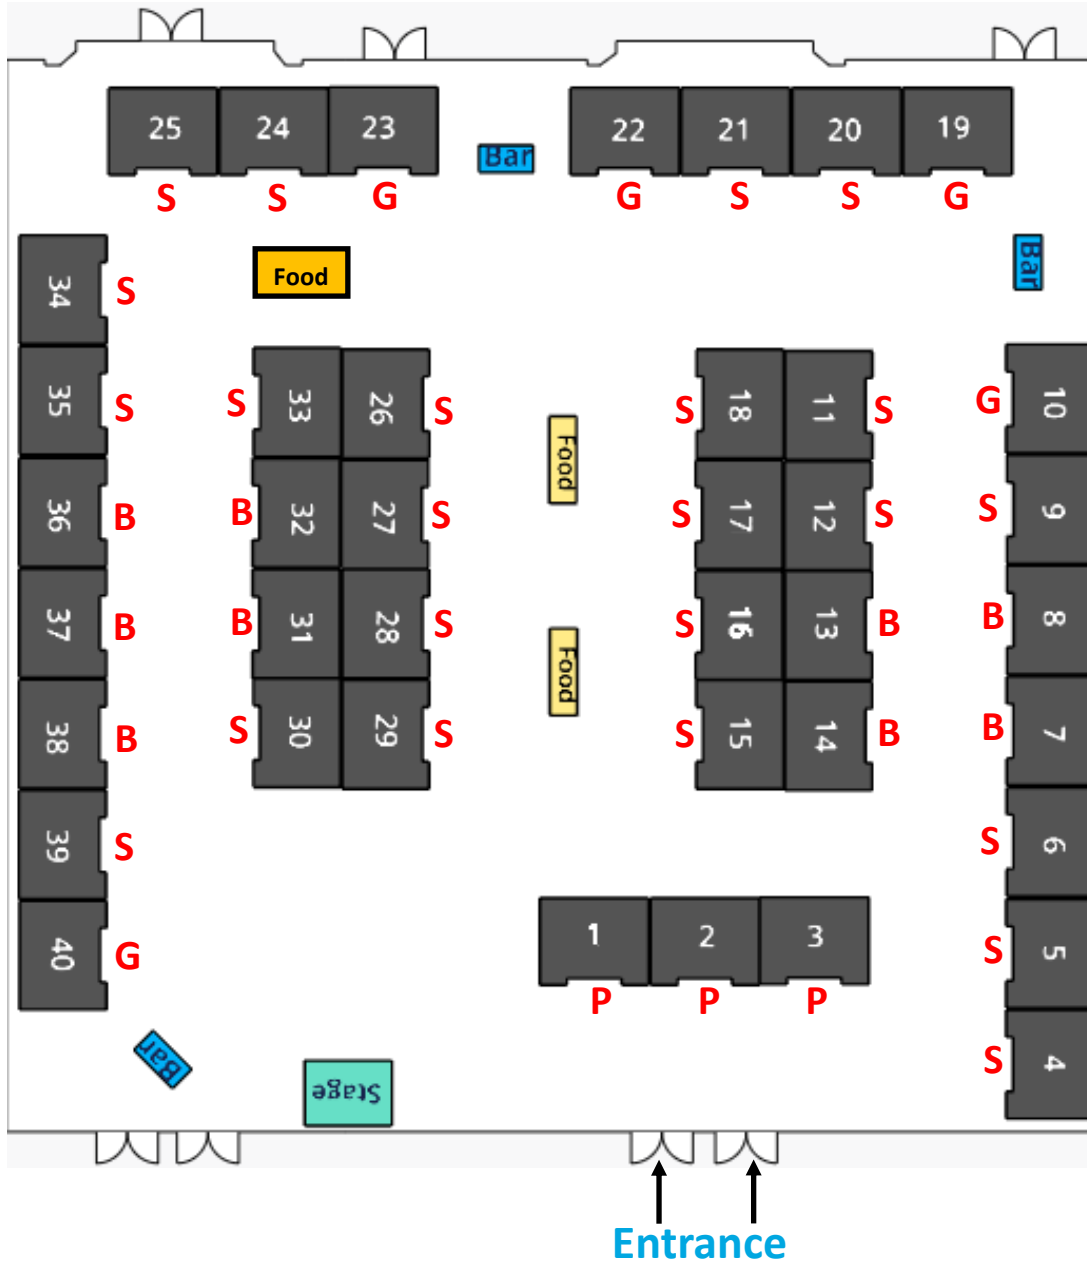 25 24 23 Bar 22 21 20 19
S S G G S S G
34 S Food Bar
35 S S 33 26 S Food S 18 11 S G 10
36 B B 32 27 S S 17 12 S S 9
37 B B 31 28 S Food S 16 13 B B 8
38 B S 30 29 S S 15 14 B B 7
39 S S 6
40 G 1 2 3 S 5
P P P
Bar Stage S 4
Entrance